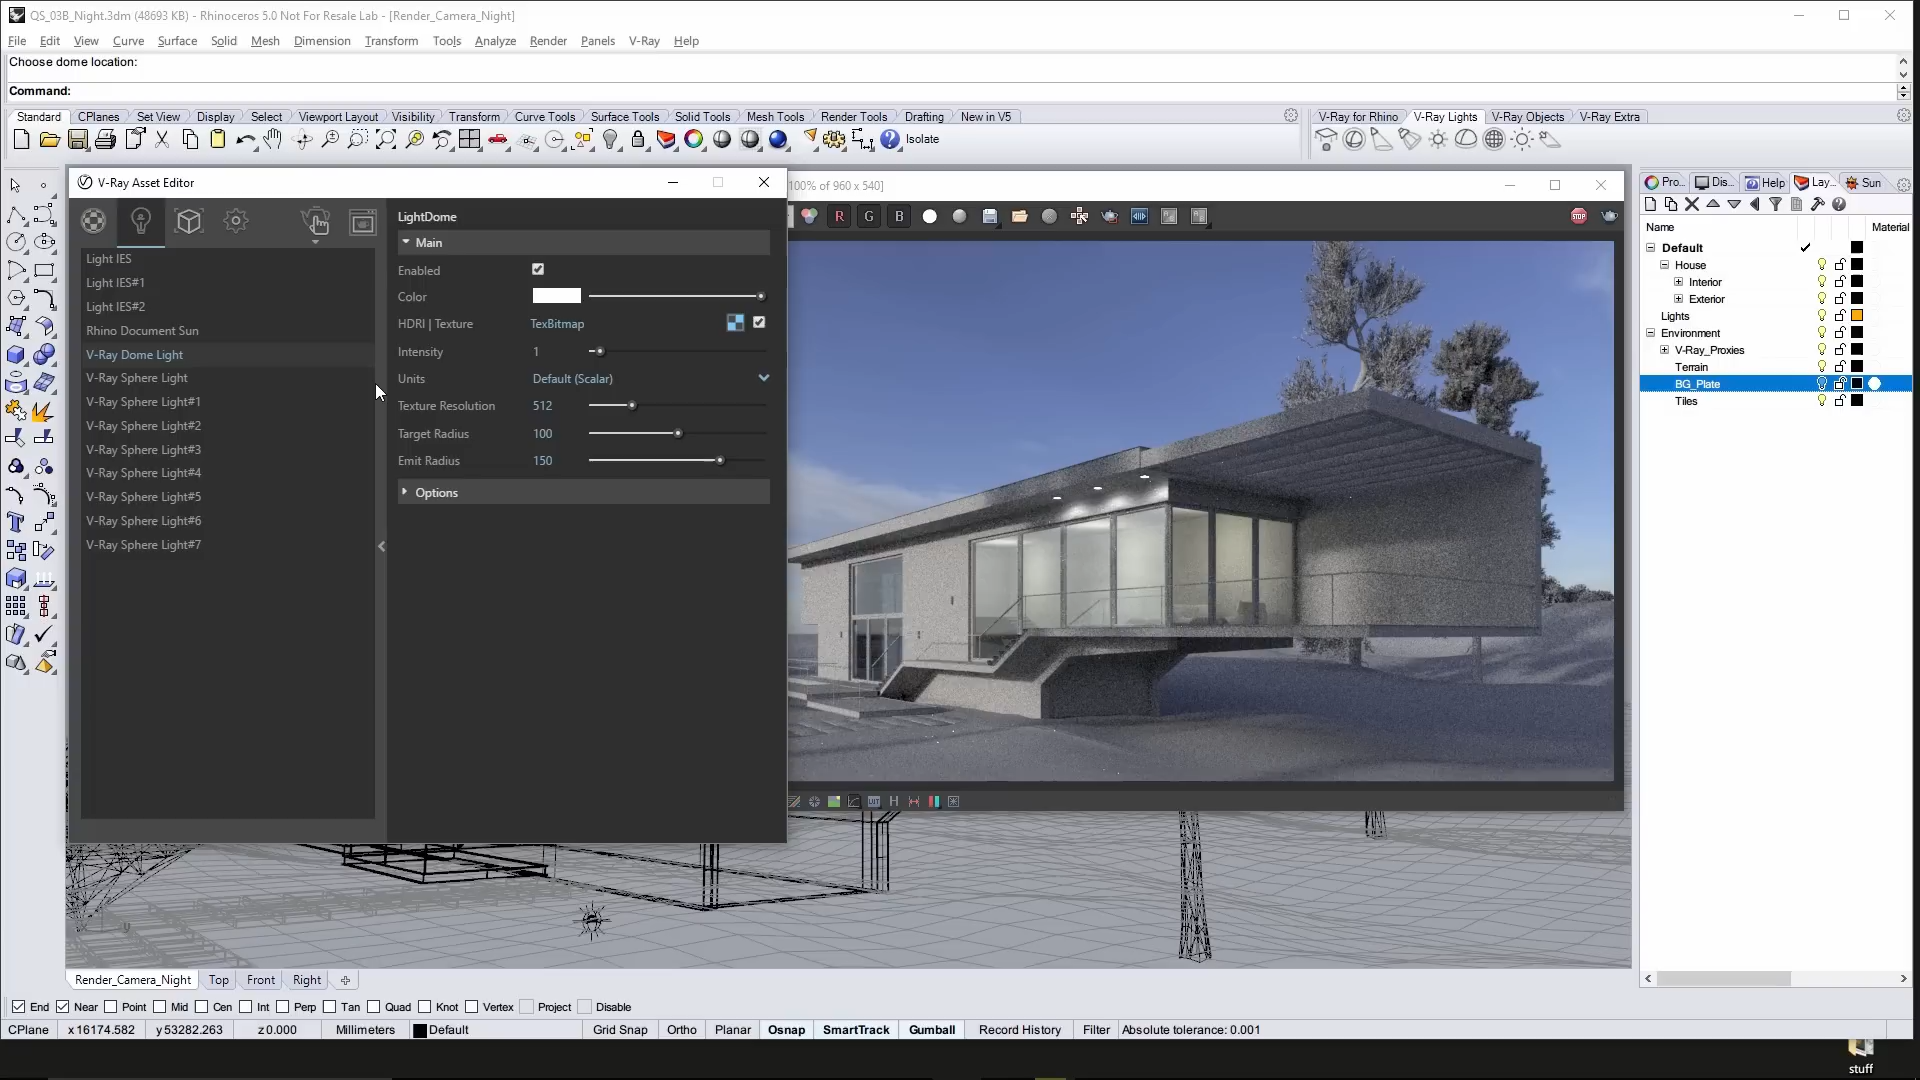 QS_03B_Night.3dm (48693 KB) - Rhinoceros 5.0 Not For Resale Lab - [Render_Camera_Night]
File Edit View Curve Surface Solid Mesh Dimension Transform Tools Analyze Render Panels V-Ray Help
Choose dome location:
Command:
Standard CPlanes Set View Display Select Viewport Layout Visibility Transform Curve Tools Surface Tools Solid Tools Mesh Tools Render Tools Drafting New in V5
V-Ray for Rhino V-Ray Lights V-Ray Objects V-Ray Extra
Isolate
V-Ray Asset Editor
100% of 960 x 540]
Pro... Dis... Help Lay... Sun
R G B
STOP
LightDome
Main
Enabled
Color
HDRI | Texture TexBitmap
Intensity 1
Units Default (Scalar)
Texture Resolution 512
Target Radius 100
Emit Radius 150
Options
Light IES
Light IES#1
Light IES#2
Rhino Document Sun
V-Ray Dome Light
V-Ray Sphere Light
V-Ray Sphere Light#1
V-Ray Sphere Light#2
V-Ray Sphere Light#3
V-Ray Sphere Light#4
V-Ray Sphere Light#5
V-Ray Sphere Light#6
V-Ray Sphere Light#7
Name Material
Default
House
Interior
Exterior
Lights
Environment
V-Ray_Proxies
Terrain
BG_Plate
Tiles
LUT H
Render_Camera_Night Top Front Right
End Near Point Mid Cen Int Perp Tan Quad Knot Vertex Project Disable
CPlane x 16174.582 y 53282.263 z 0.000 Millimeters Default Grid Snap Ortho Planar Osnap SmartTrack Gumball Record History Filter Absolute tolerance: 0.001
stuff